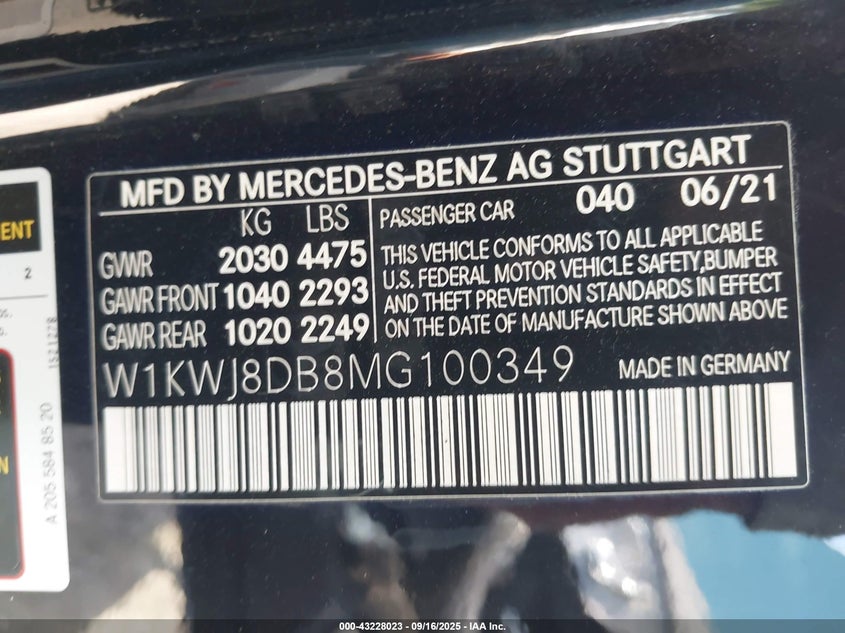 MFD BY MERCEDES-BENZ AG STUTTGART
KG LBS
GVWR 2030 4475
GAWR FRONT 1040 2293
GAWR REAR 1020 2249
PASSENGER CAR 040 06/21
THIS VEHICLE CONFORMS TO ALL APPLICABLE
U.S. FEDERAL MOTOR VEHICLE SAFETY,BUMPER
AND THEFT PREVENTION STANDARDS IN EFFECT
ON THE DATE OF MANUFACTURE SHOWN ABOVE
W1KWJ8DB8MG100349 MADE IN GERMANY
ENT
2
os.
N
A 205 584 85 20
1521228
000-43228023 - 09/16/2025 - IAA Inc.